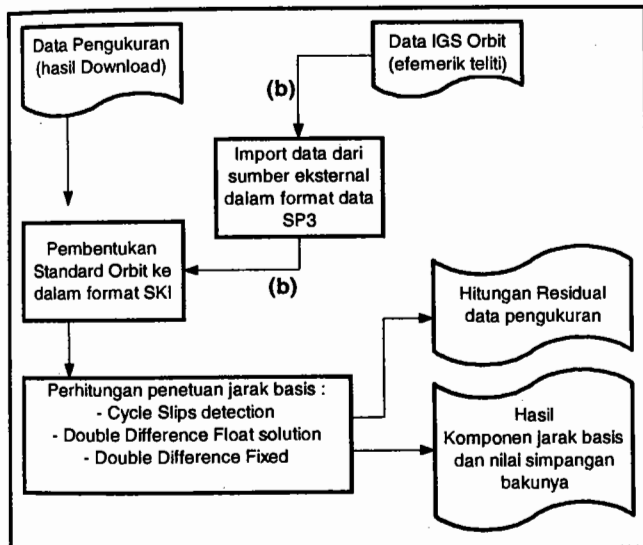 Data Pengukuran
(hasil Download)
Data IGS Orbit
(efemerik teliti)
(b)
Import data dari
sumber eksternal
dalam format data
SP3
Pembentukan
Standard Orbit ke
dalam format SKI
(b)
Hitungan Residual
data pengukuran
Perhitungan penetuan jarak basis :
- Cycle Slips detection
- Double Difference Float solution
- Double Difference Fixed
Hasil
Komponen jarak basis
dan nilai simpangan
bakunya